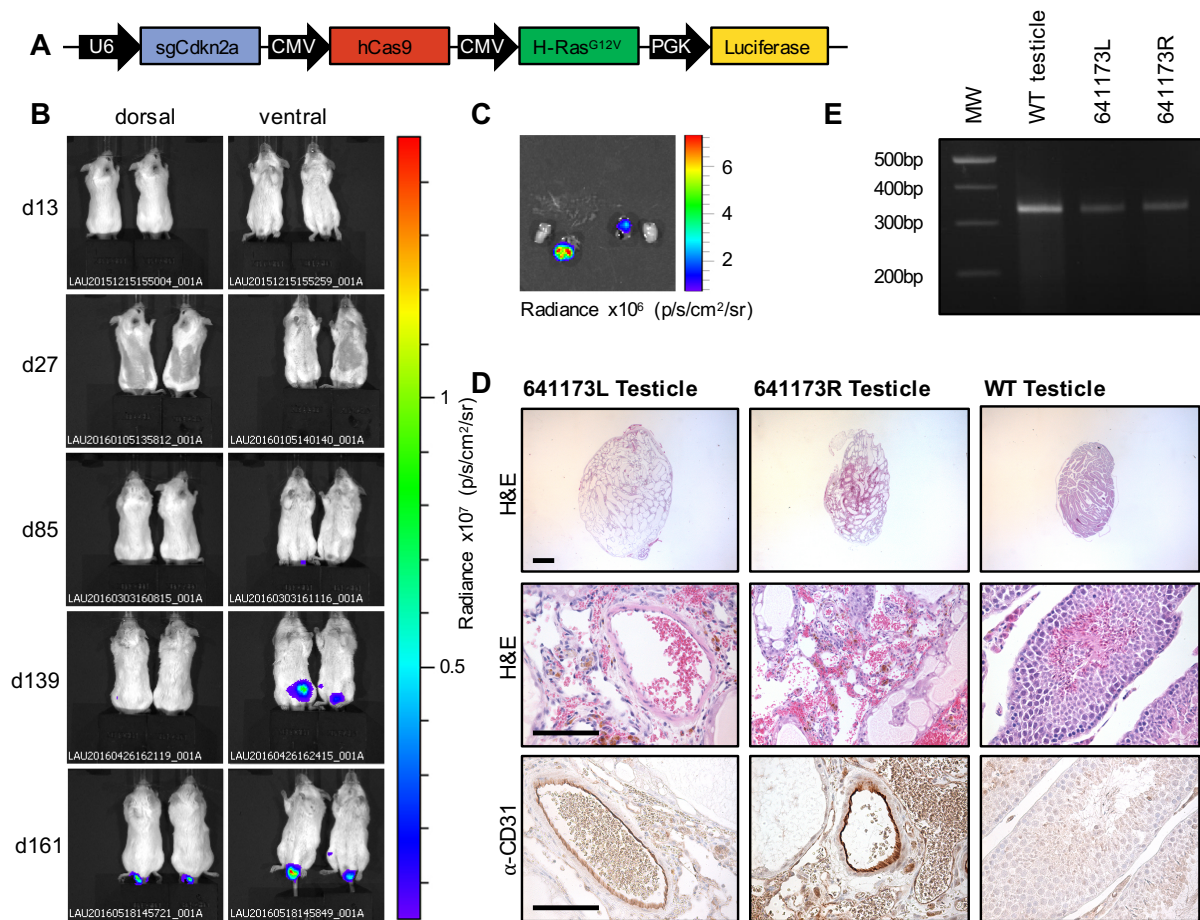 A
U6 sgCdkn2a CMV hCas9 CMV H-Ras^G12V PGK Luciferase
B
dorsal ventral
d13
LAU20151215155004_001A LAU20151215155259_001A
d27
LAU20160105135812_001A LAU20160105140140_001A
d85
LAU20160303160815_001A LAU20160303161116_001A
d139
LAU20160426162119_001A LAU20160426162415_001A
d161
LAU20160518145721_001A LAU20160518145849_001A
1
0.5
Radiance x10⁷ (p/s/cm²/sr)
C
6
4
2
Radiance x10⁶ (p/s/cm²/sr)
E
MW WT testicle 641173L 641173R
500bp
400bp
300bp
200bp
D
641173L Testicle 641173R Testicle WT Testicle
H&E
H&E
α-CD31